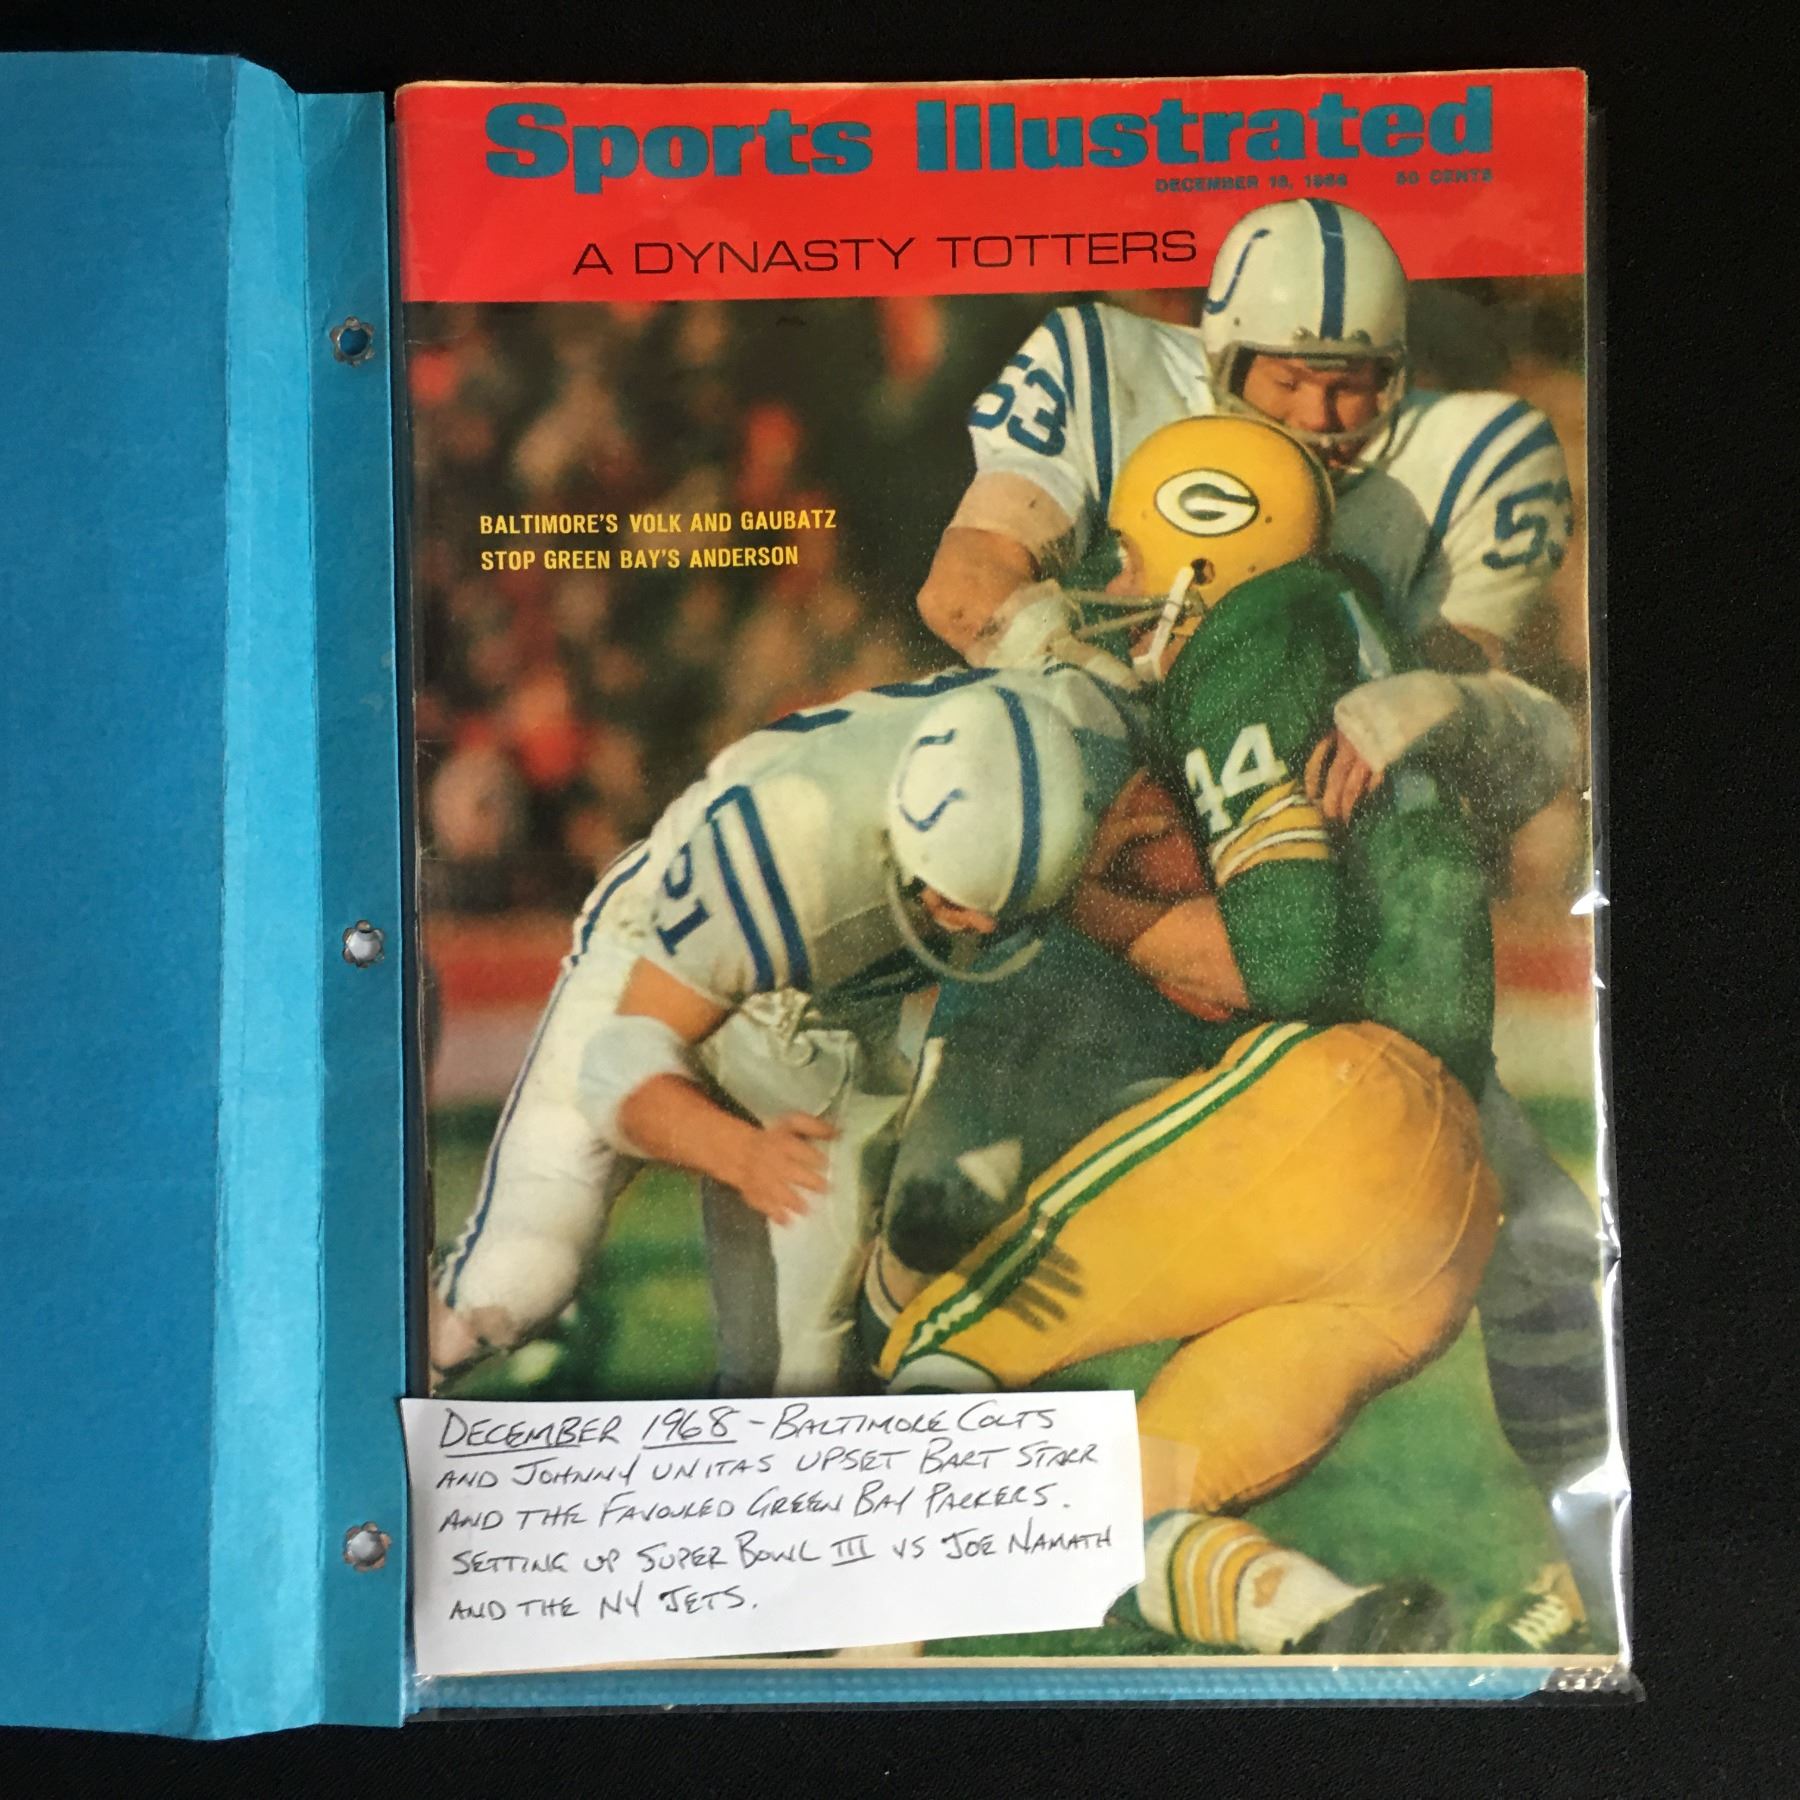 Sports Illustrated
DECEMBER 16, 1968 50 CENTS
A DYNASTY TOTTERS
53
BALTIMORE'S VOLK AND GAUBATZ
STOP GREEN BAY'S ANDERSON
G
44
21
DECEMBER 1968 - BALTIMORE COLTS
AND JOHNNY UNITAS UPSET BART STARR
AND THE FAVOURED GREEN BAY PACKERS.
SETTING UP SUPER BOWL III VS JOE NAMATH
AND THE NY JETS.